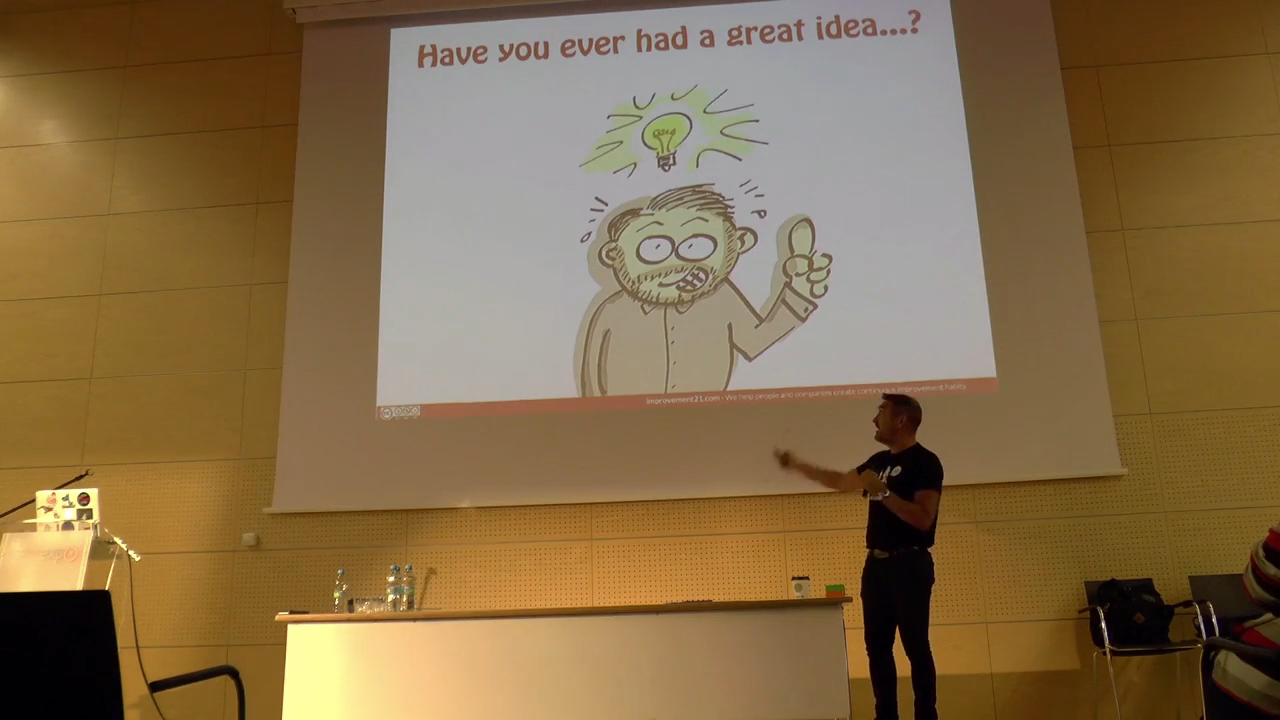 Have you ever had a great idea...?
improvement21.com - We help people and companies create continuous improvement habits